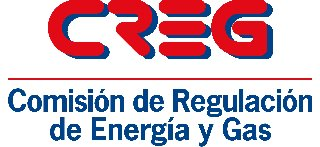 CREG
Comisión de Regulación
de Energía y Gas